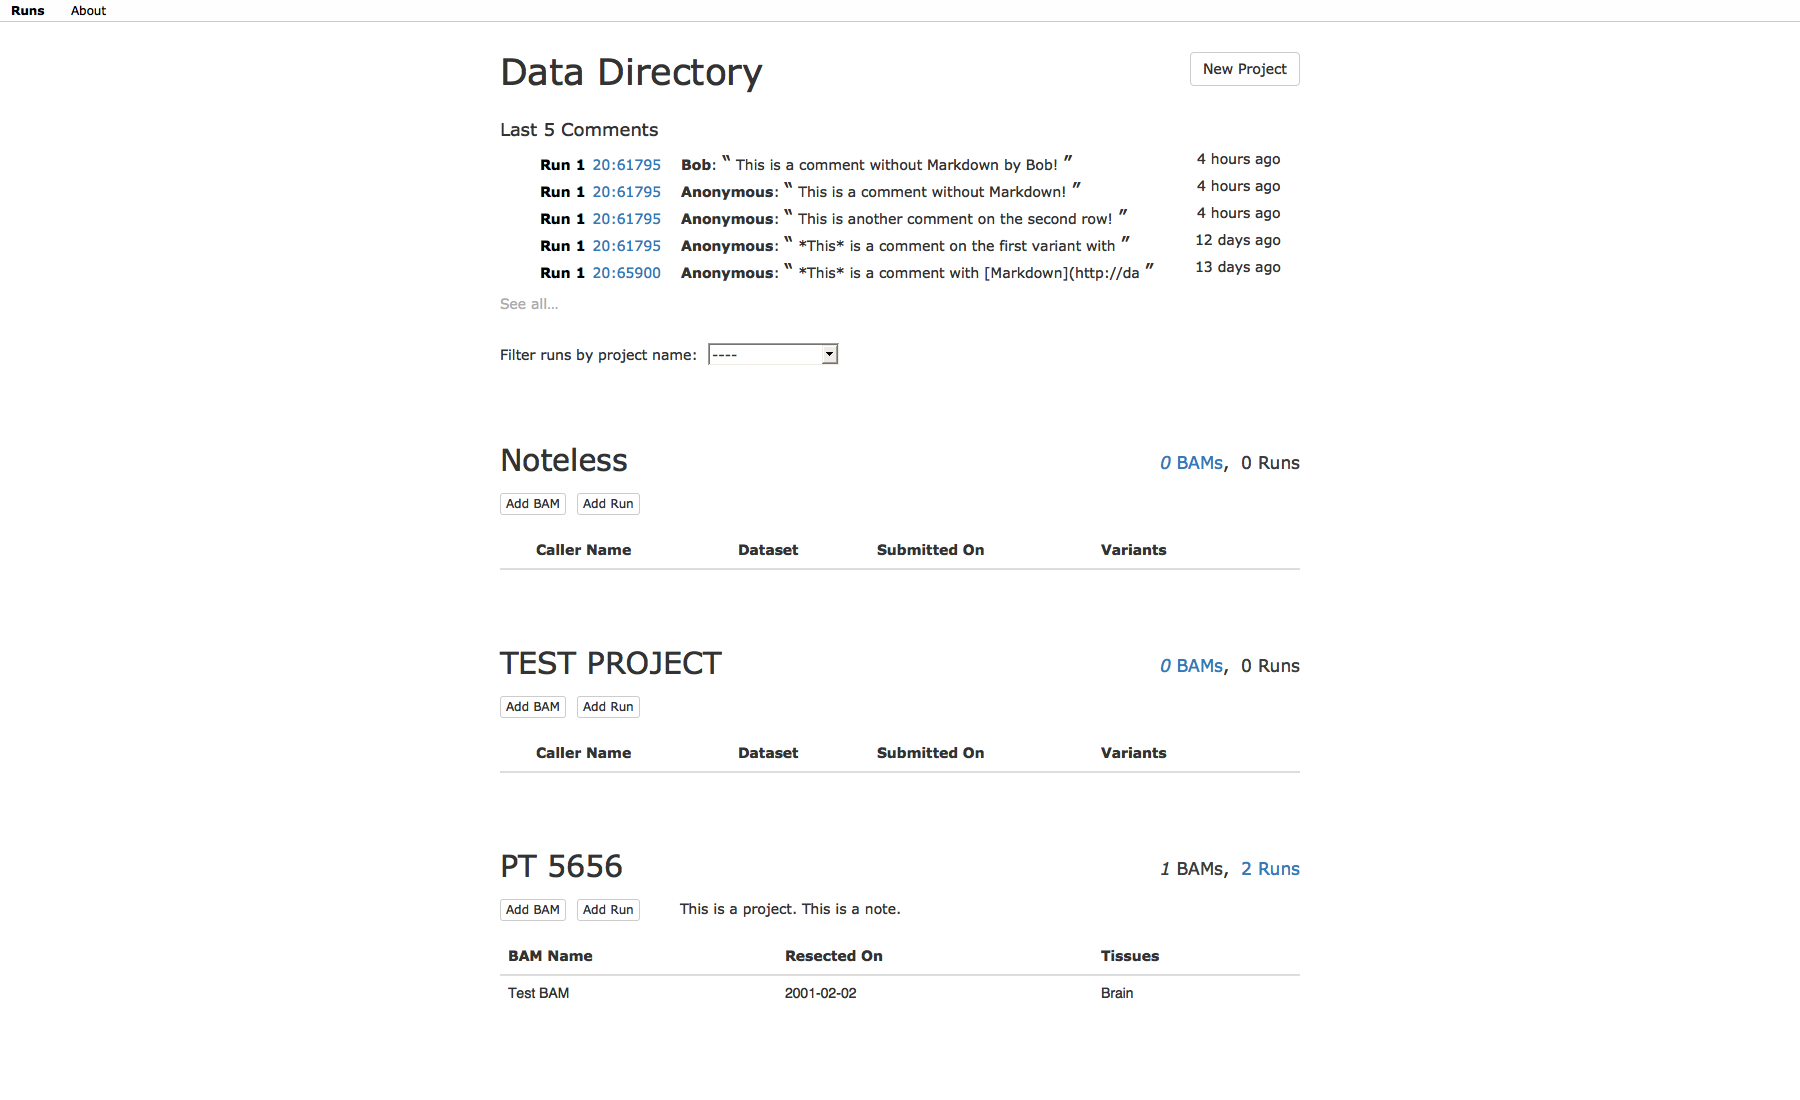 Runs About
Data Directory New Project
Last 5 Comments
Run 1 20:61795 Bob: “ This is a comment without Markdown by Bob! ” 4 hours ago
Run 1 20:61795 Anonymous: “ This is a comment without Markdown! ” 4 hours ago
Run 1 20:61795 Anonymous: “ This is another comment on the second row! ” 4 hours ago
Run 1 20:61795 Anonymous: “ *This* is a comment on the first variant with ” 12 days ago
Run 1 20:65900 Anonymous: “ *This* is a comment with [Markdown](http://da ” 13 days ago
See all...
Filter runs by project name: ----
Noteless 0 BAMs, 0 Runs
Add BAM Add Run
Caller Name Dataset Submitted On Variants
TEST PROJECT 0 BAMs, 0 Runs
Add BAM Add Run
Caller Name Dataset Submitted On Variants
PT 5656 1 BAMs, 2 Runs
Add BAM Add Run This is a project. This is a note.
BAM Name Resected On Tissues
Test BAM 2001-02-02 Brain